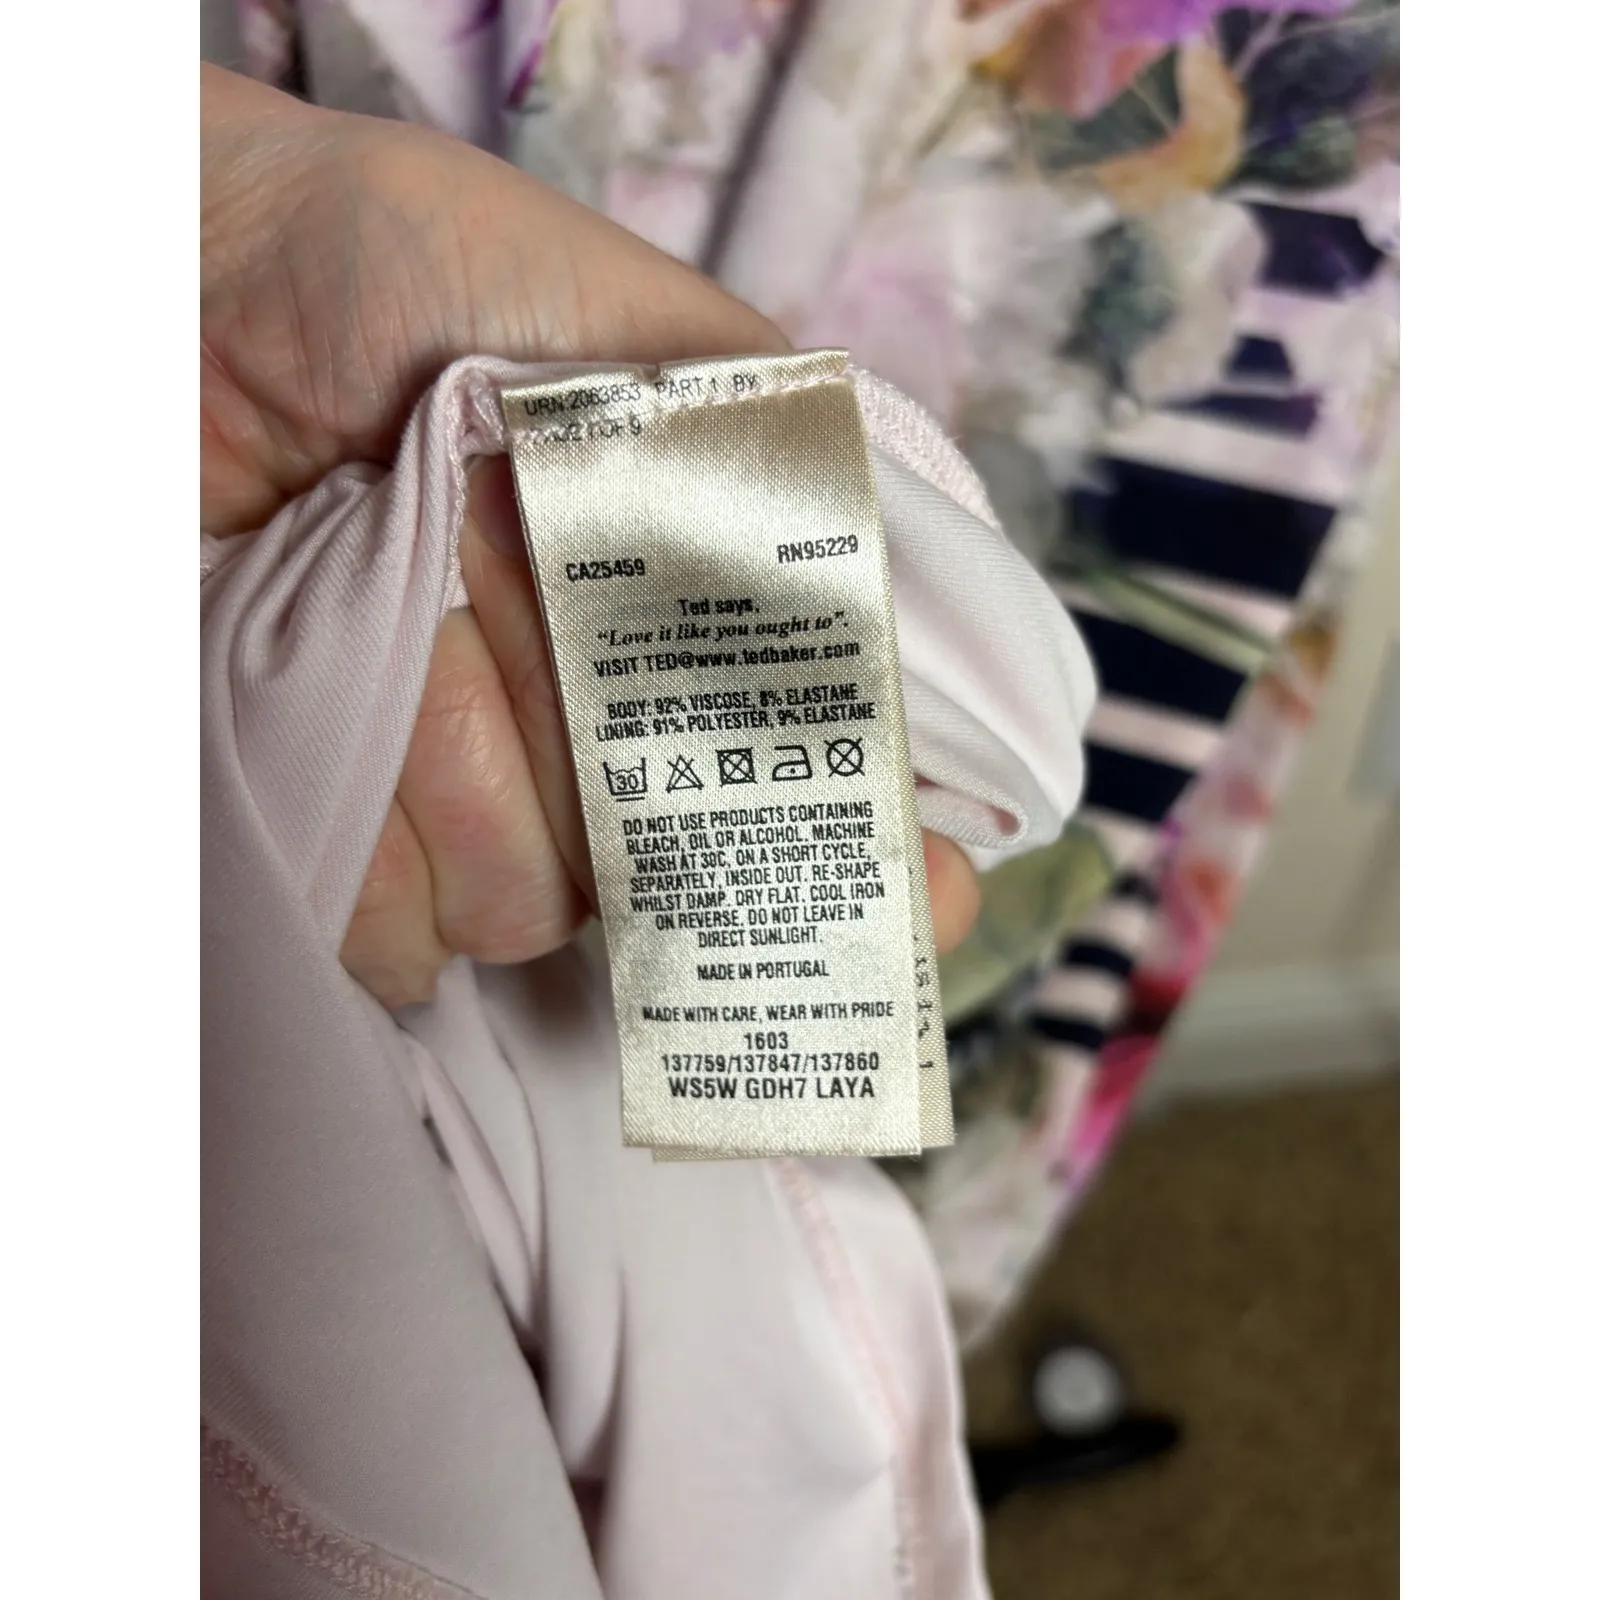 URN 2063853 PART 1 BY
OF 9
CA25459
RN95229
Ted says,
“Love it like you ought to”.
VISIT TED@www.tedbaker.com
BODY: 92% VISCOSE, 8% ELASTANE
LINING: 91% POLYESTER, 9% ELASTANE
30
DO NOT USE PRODUCTS CONTAINING
BLEACH, OIL OR ALCOHOL. MACHINE
WASH AT 30C, ON A SHORT CYCLE,
SEPARATELY, INSIDE OUT. RE-SHAPE
WHILST DAMP. DRY FLAT. COOL IRON
ON REVERSE. DO NOT LEAVE IN
DIRECT SUNLIGHT.
MADE IN PORTUGAL
MADE WITH CARE, WEAR WITH PRIDE
1603
137759/137847/137860
WS5W GDH7 LAYA